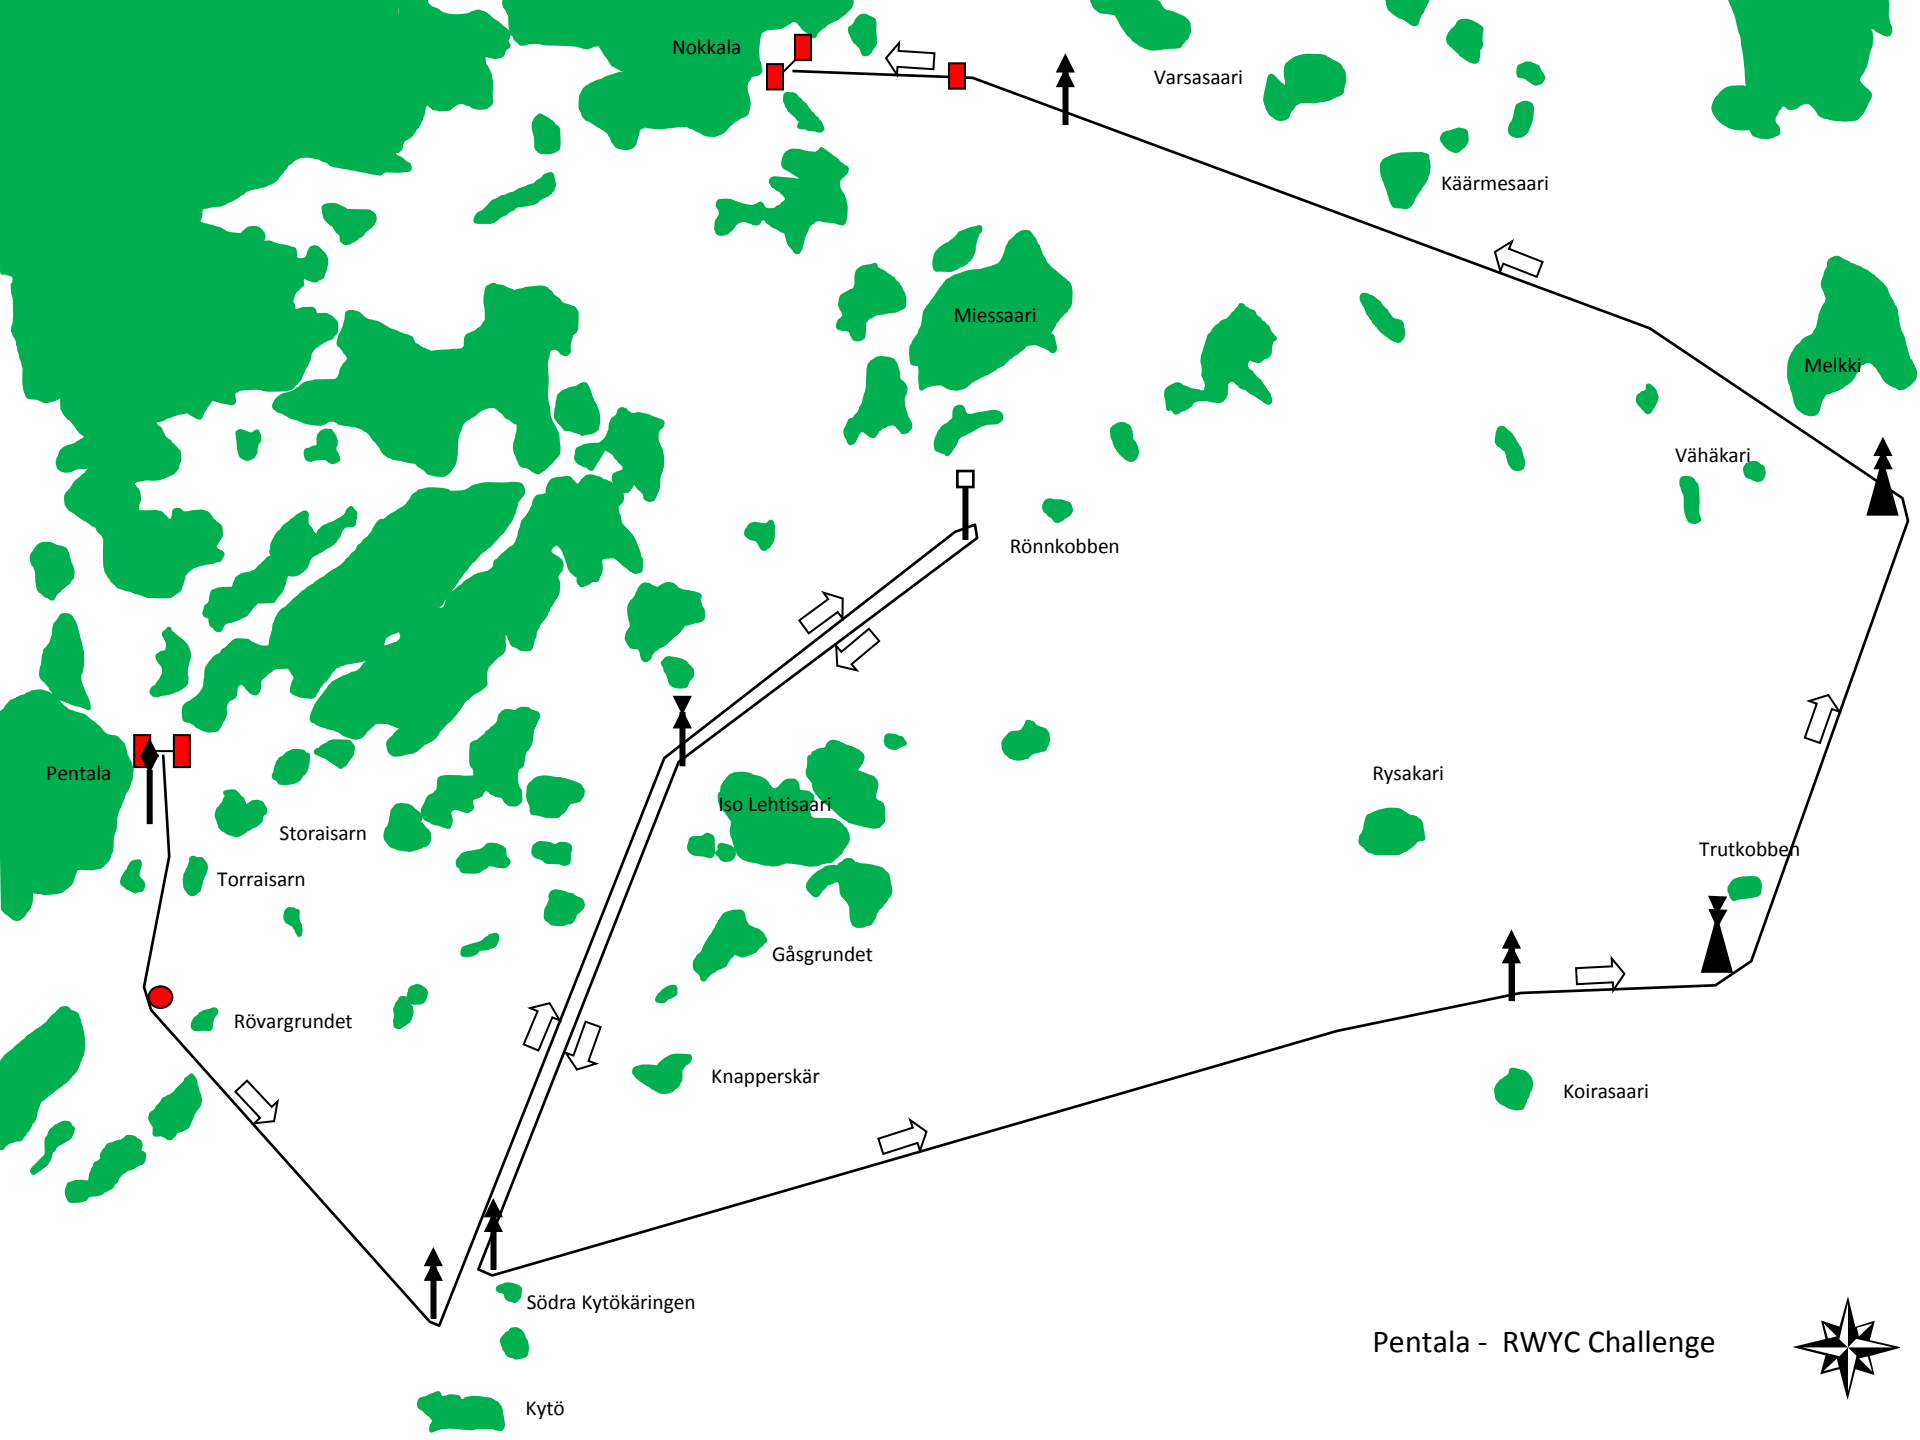 Nokkala
Varsasaari
Käärmesaari
Miessaari
Melkki
Vähäkari
Rönnkobben
Pentala
Iso Lehtisaari
Rysakari
Storaisarn
Trutkobben
Torraisarn
Gåsgrundet
Rövargrundet
Knapperskär
Koirasaari
Södra Kytökäringen
Pentala - RWYC Challenge
Kytö